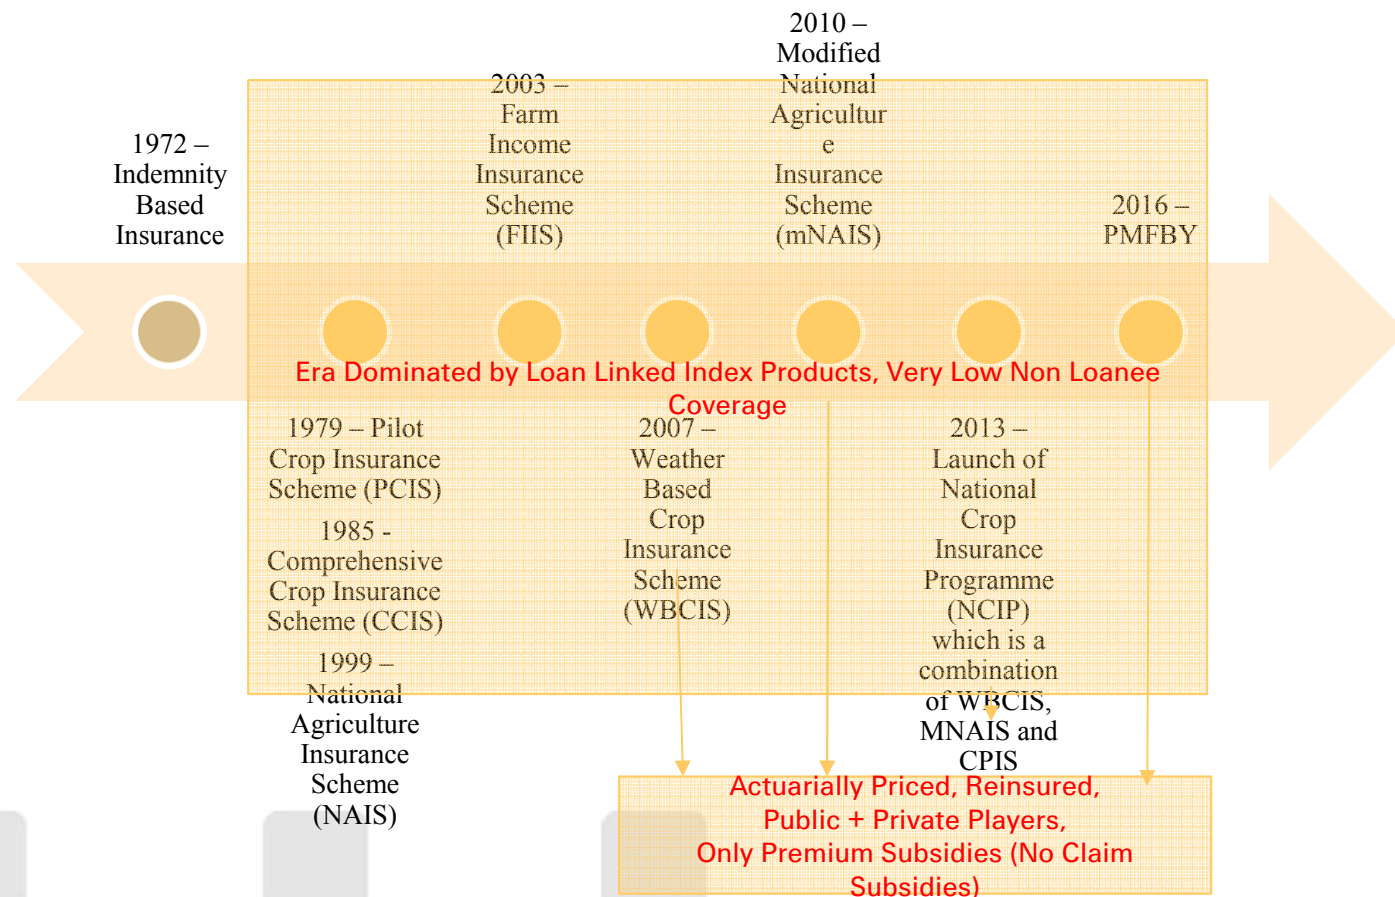 1972 –
Indemnity
Based
Insurance
2003 –
Farm
Income
Insurance
Scheme
(FIIS)
2010 –
Modified
National
Agricultur
e
Insurance
Scheme
(mNAIS)
2016 –
PMFBY
Era Dominated by Loan Linked Index Products, Very Low Non Loanee
Coverage
1979 – Pilot
Crop Insurance
Scheme (PCIS)
1985 -
Comprehensive
Crop Insurance
Scheme (CCIS)
1999 –
National
Agriculture
Insurance
Scheme
(NAIS)
2007 –
Weather
Based
Crop
Insurance
Scheme
(WBCIS)
2013 –
Launch of
National
Crop
Insurance
Programme
(NCIP)
which is a
combination
of WBCIS,
MNAIS and
CPIS
Actuarially Priced, Reinsured,
Public + Private Players,
Only Premium Subsidies (No Claim
Subsidies)